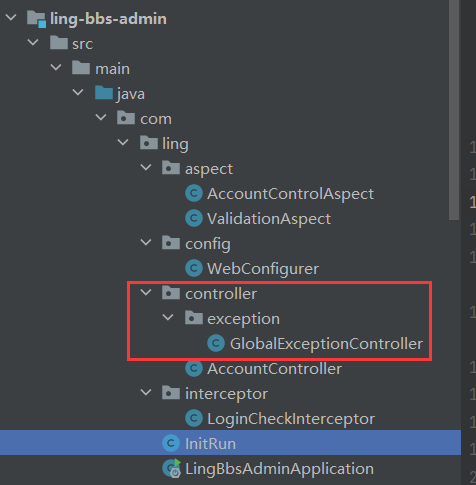 ling-bbs-admin
src
main
java
com
ling
aspect
AccountControlAspect
ValidationAspect
config
WebConfigurer
controller
exception
GlobalExceptionController
AccountController
interceptor
LoginCheckInterceptor
InitRun
LingBbsAdminApplication